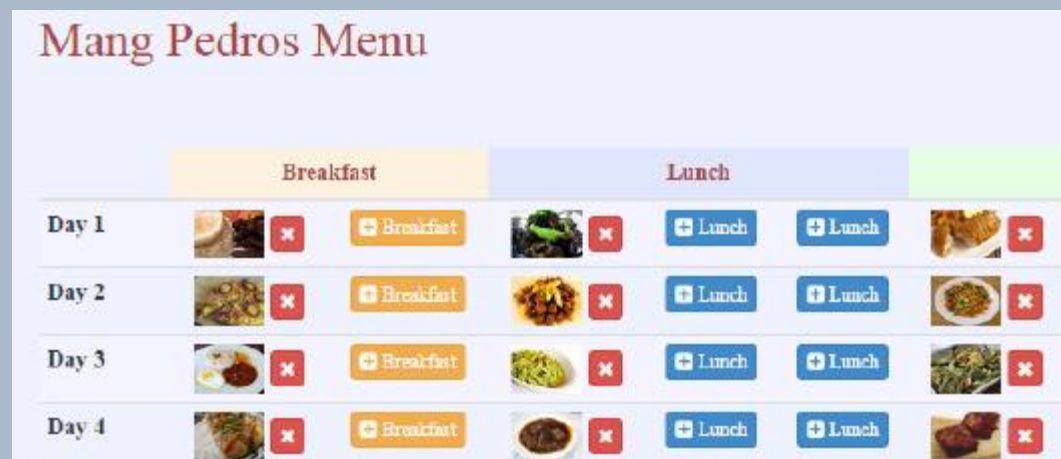 Mang Pedros Menu
Breakfast Lunch
Day 1 Breakfast Lunch Lunch
Day 2 Breakfast Lunch Lunch
Day 3 Breakfast Lunch Lunch
Day 4 Breakfast Lunch Lunch